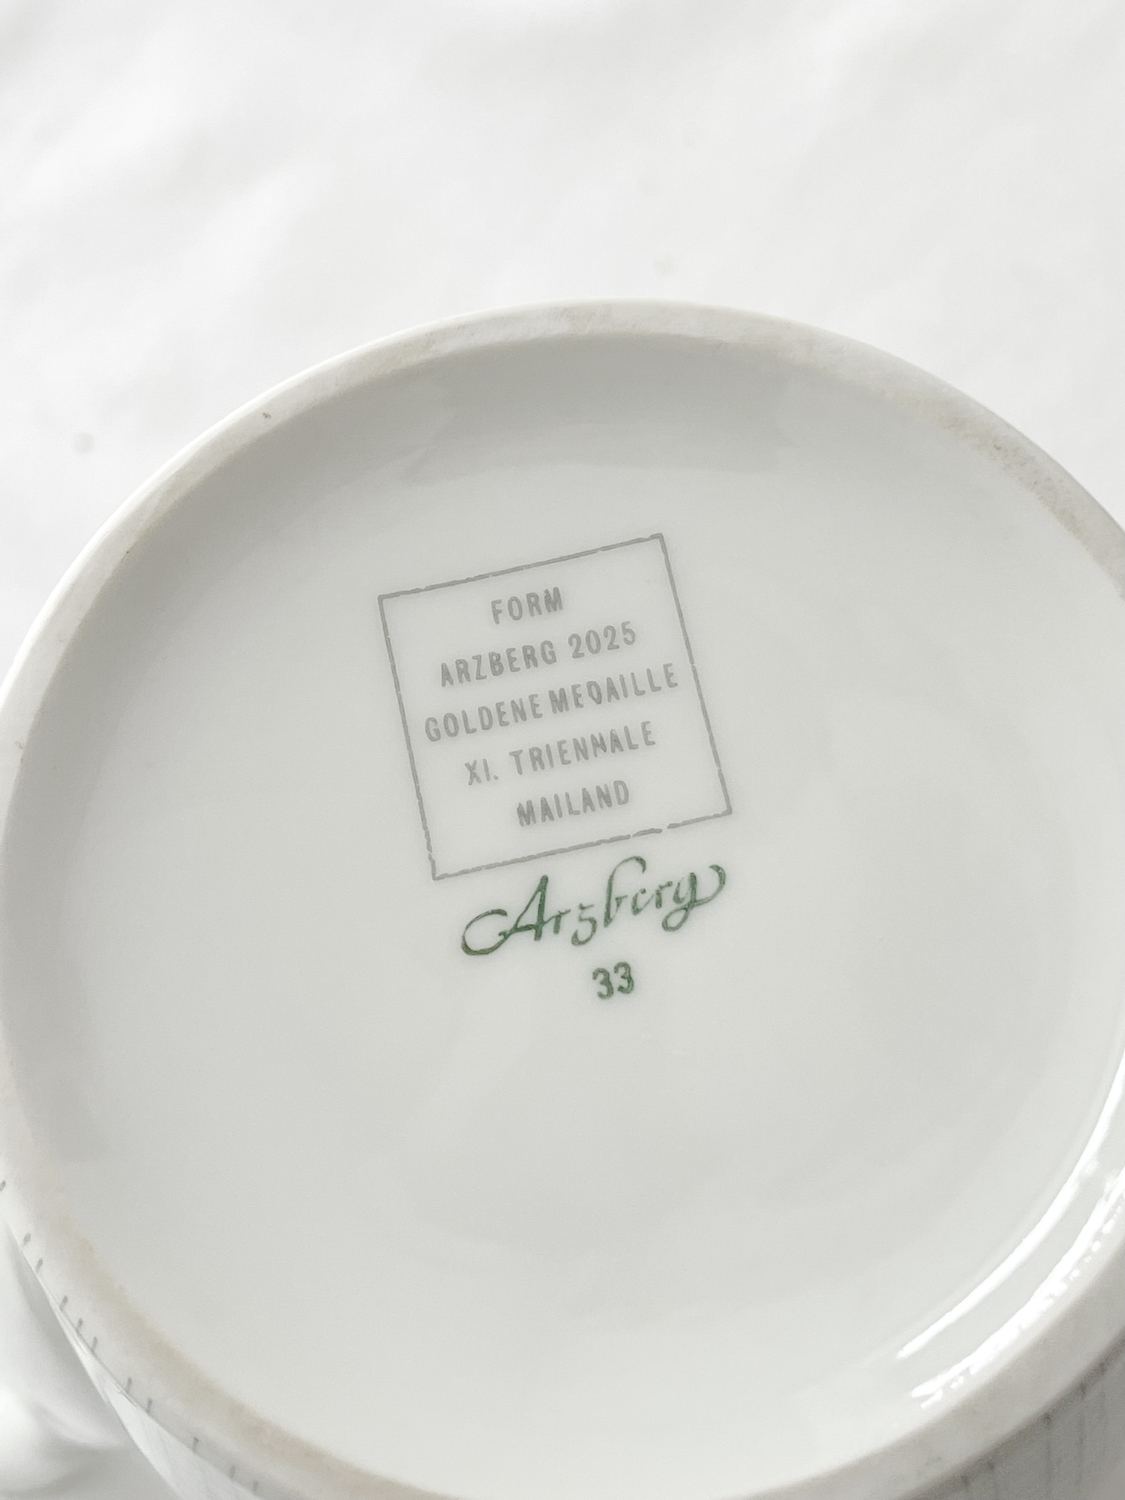 FORM
ARZBERG 2025
GOLDENE MEDAILLE
XI. TRIENNALE
MAILAND
Arzberg
33